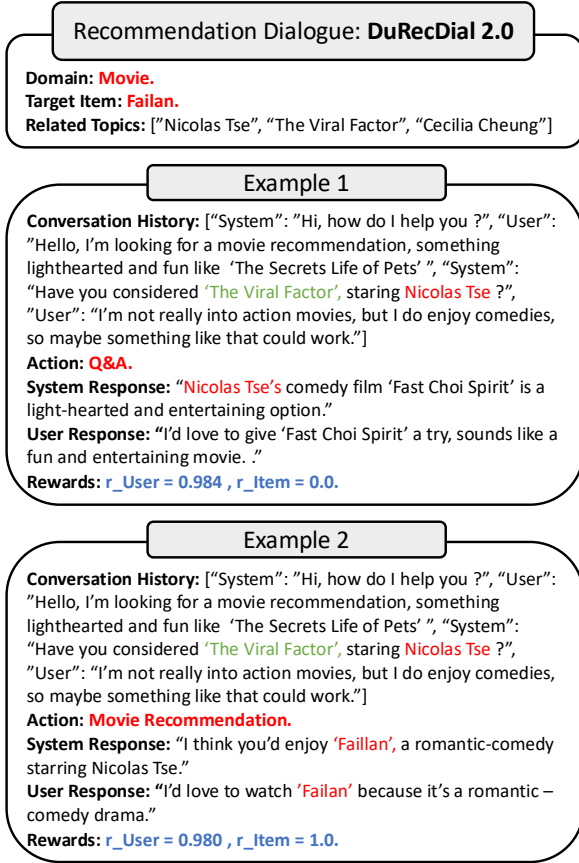 Recommendation Dialogue: DuRecDial 2.0
Domain: Movie.
Target Item: Failan.
Related Topics: ["Nicolas Tse", "The Viral Factor", "Cecilia Cheung"]
Example 1
Conversation History: ["System": "Hi, how do I help you ?", "User":
"Hello, I'm looking for a movie recommendation, something
lighthearted and fun like 'The Secrets Life of Pets' ", "System":
"Have you considered 'The Viral Factor', staring Nicolas Tse ?",
"User": "I'm not really into action movies, but I do enjoy comedies,
so maybe something like that could work."]
Action: Q&A.
System Response: "Nicolas Tse's comedy film 'Fast Choi Spirit' is a
light-hearted and entertaining option."
User Response: "I'd love to give 'Fast Choi Spirit' a try, sounds like a
fun and entertaining movie. ."
Rewards: r_User = 0.984 , r_Item = 0.0.
Example 2
Conversation History: ["System": "Hi, how do I help you ?", "User":
"Hello, I'm looking for a movie recommendation, something
lighthearted and fun like 'The Secrets Life of Pets' ", "System":
"Have you considered 'The Viral Factor', staring Nicolas Tse ?",
"User": "I'm not really into action movies, but I do enjoy comedies,
so maybe something like that could work."]
Action: Movie Recommendation.
System Response: "I think you'd enjoy 'Faillan', a romantic-comedy
starring Nicolas Tse."
User Response: "I'd love to watch 'Failan' because it's a romantic –
comedy drama."
Rewards: r_User = 0.980 , r_Item = 1.0.